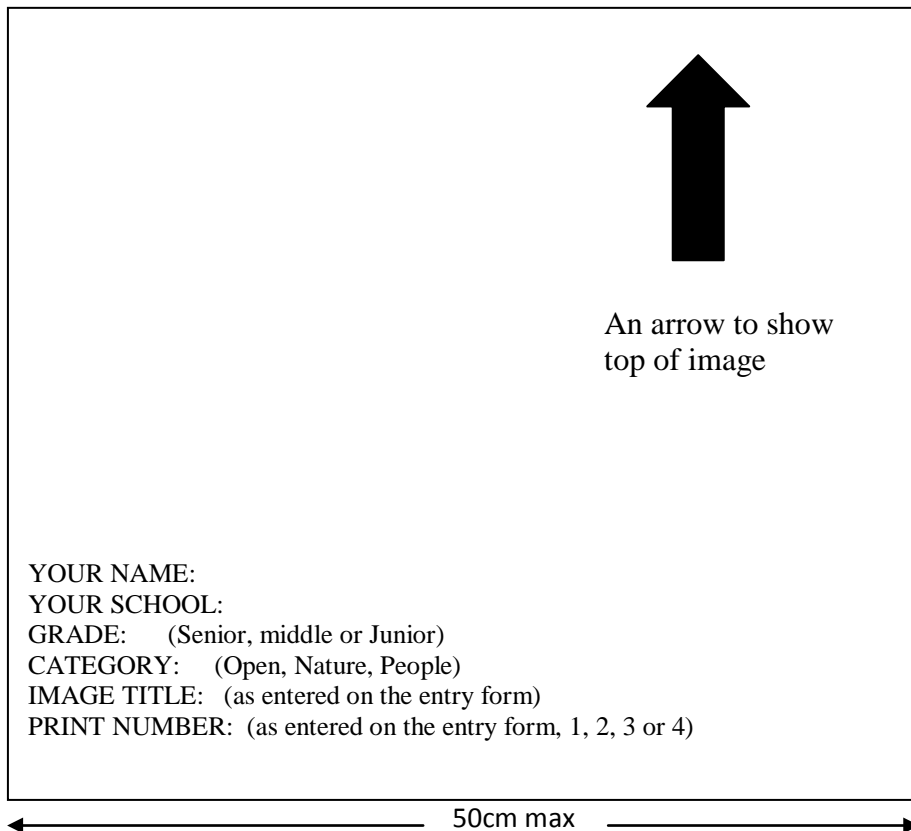 An arrow to show
top of image
YOUR NAME:
YOUR SCHOOL:
GRADE: (Senior, middle or Junior)
CATEGORY: (Open, Nature, People)
IMAGE TITLE: (as entered on the entry form)
PRINT NUMBER: (as entered on the entry form, 1, 2, 3 or 4)
50cm max